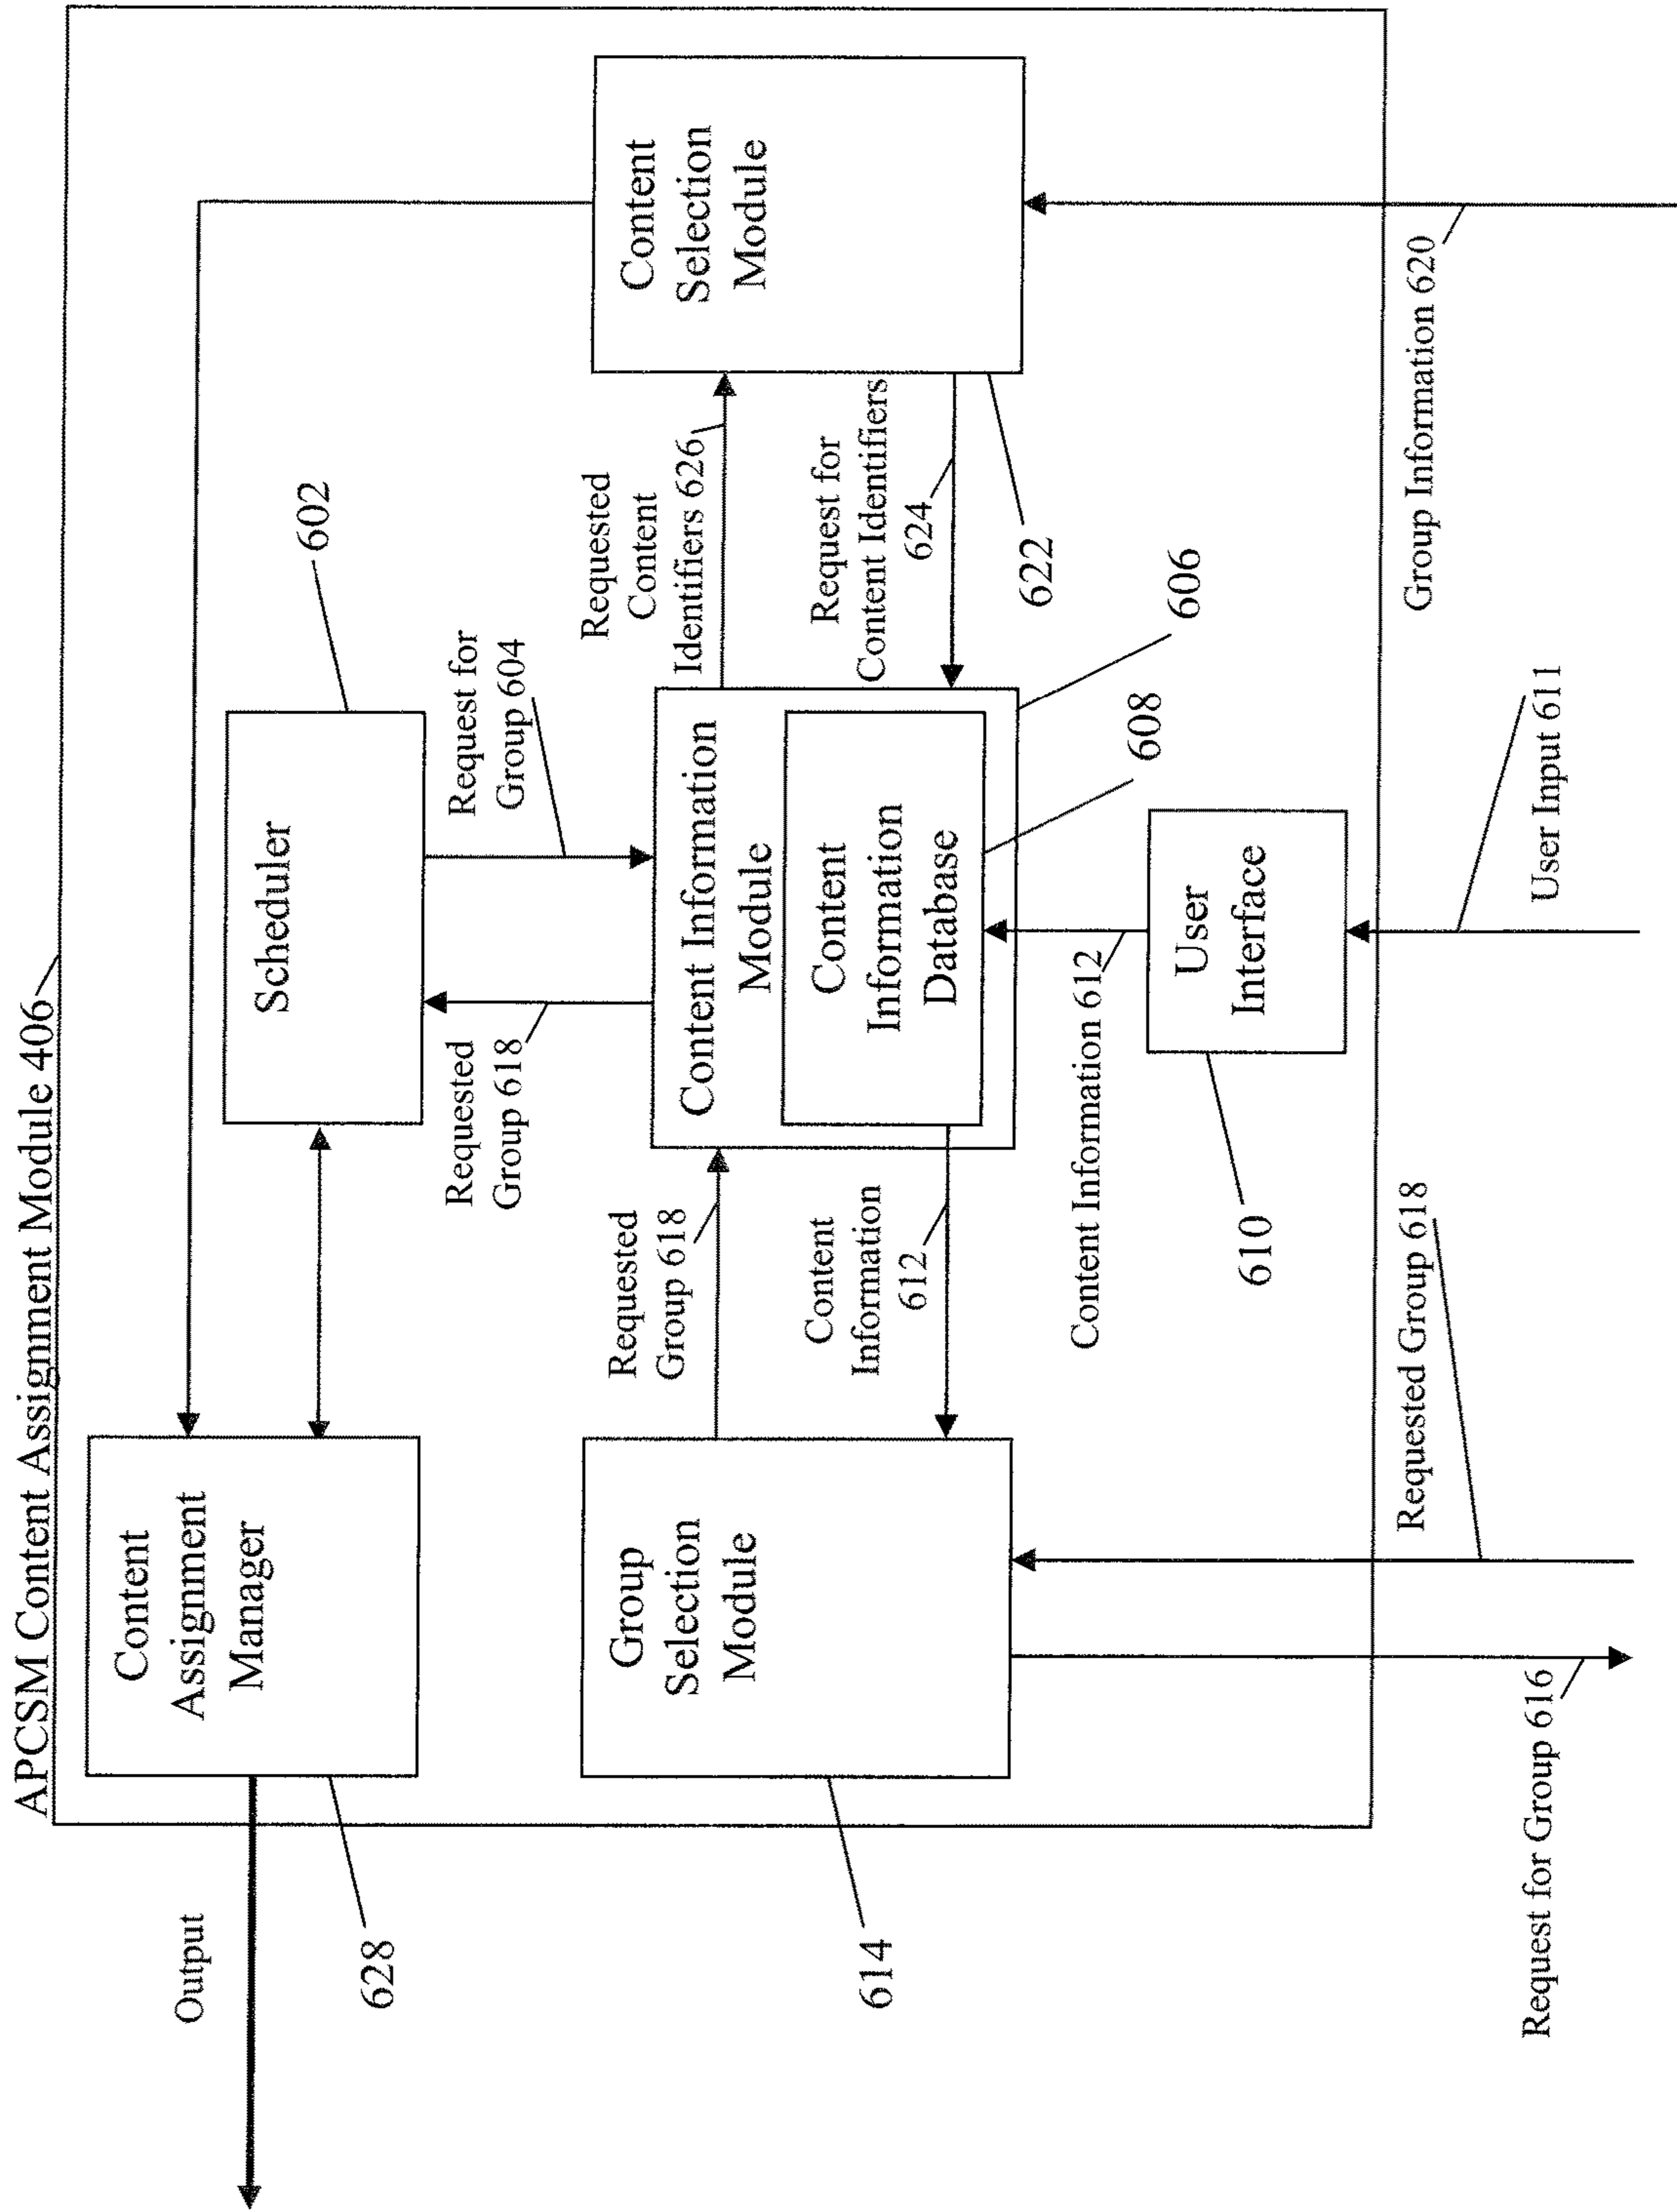 APCSM Content Assignment Module 406
Output
Content
Assignment
Manager
628
Scheduler
602
Requested
Group 618
Request for
Group 604
Group
Selection
Module
614
Requested
Group 618
Content
Information
612
Content Information
Module
Content
Information
Database
606
608
Requested
Content
Identifiers 626
Request for
Content Identifiers
624
Content
Selection
Module
622
Content Information 612
User
Interface
610
Request for Group 616
Requested Group 618
User Input 611
Group Information 620